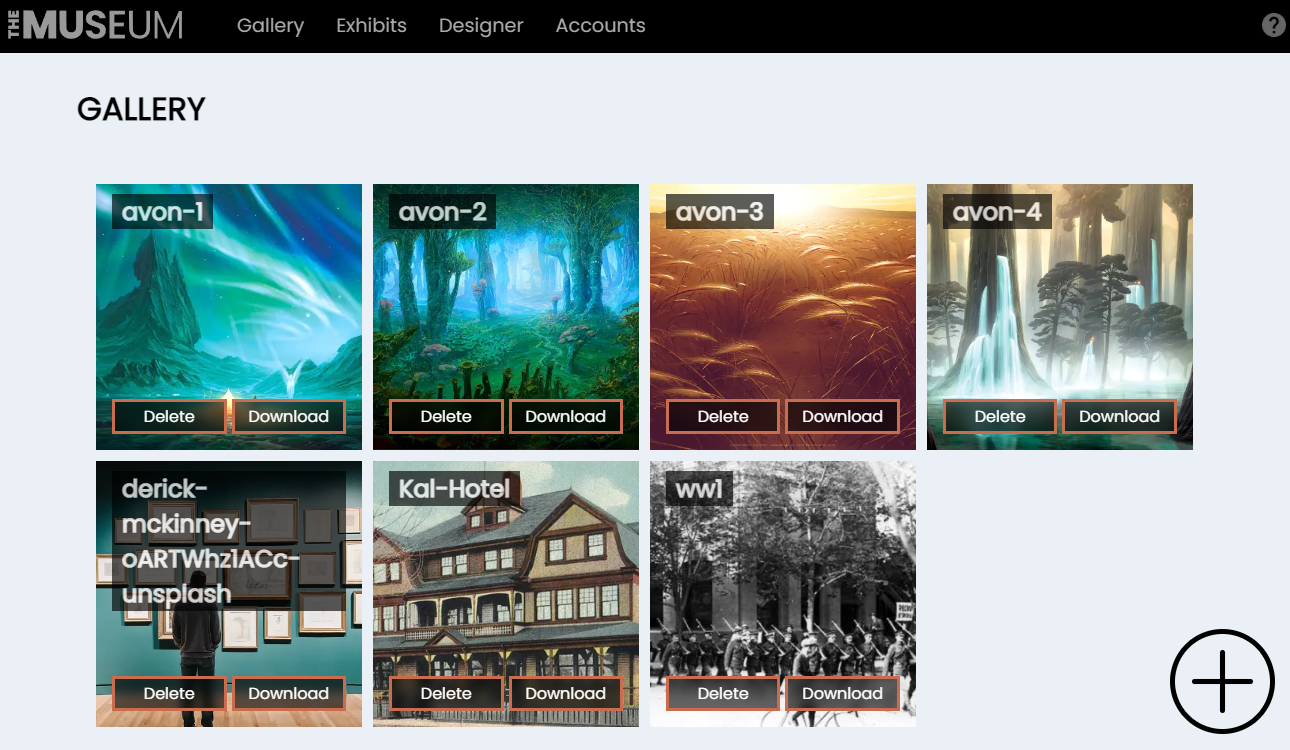 THE MUSEUM Gallery Exhibits Designer Accounts ?
GALLERY
avon-1 avon-2 avon-3 avon-4
Delete Download Delete Download Delete Download Delete Download
derick-
mckinney-
oARTWhz1ACc-
unsplash
Kal-Hotel ww1
Delete Download Delete Download Delete Download